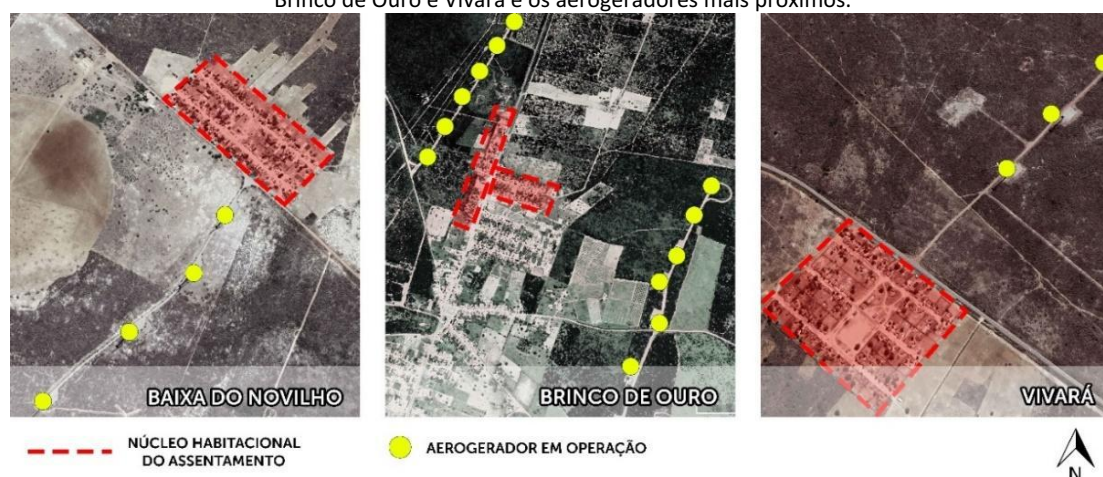 Brinco de Ouro e Vivará e os aerogeradores mais próximos.
BAIXA DO NOVILHO
BRINCO DE OURO
VIVARÁ
NÚCLEO HABITACIONAL
DO ASSENTAMENTO
AEROGERADOR EM OPERAÇÃO
N